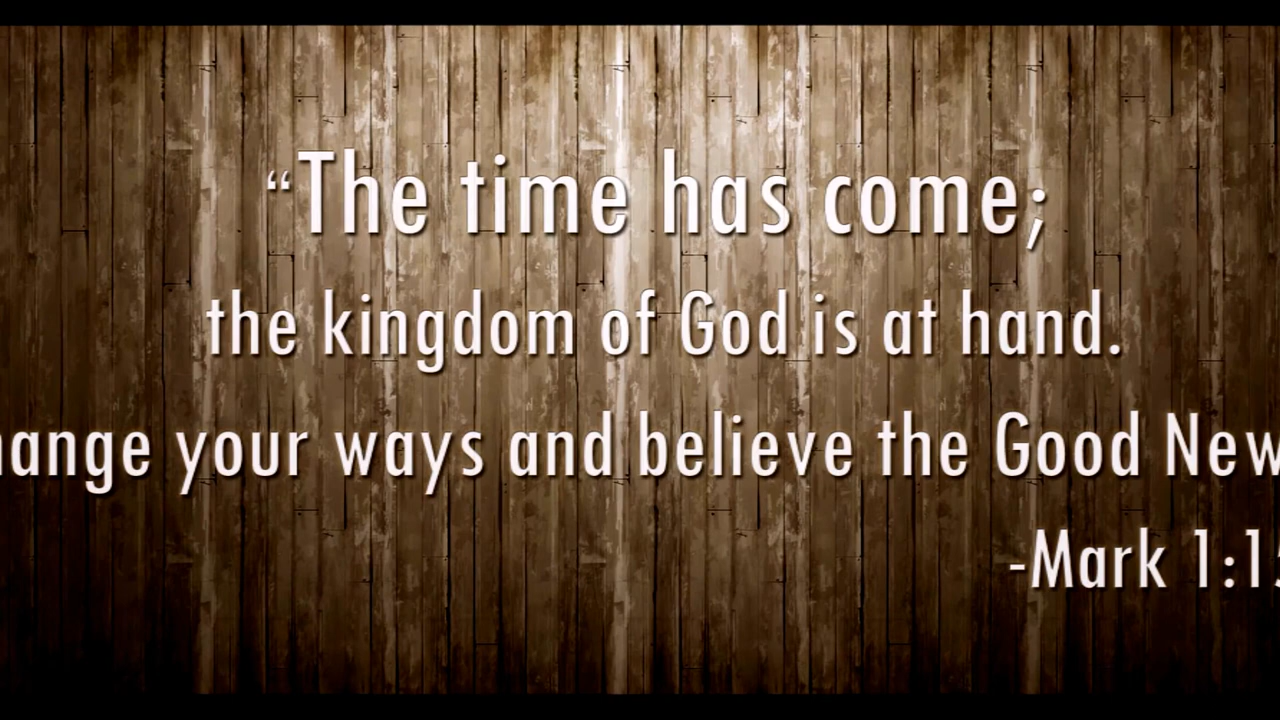 “The time has come;
the kingdom of God is at hand.
hange your ways and believe the Good New
-Mark 1:15